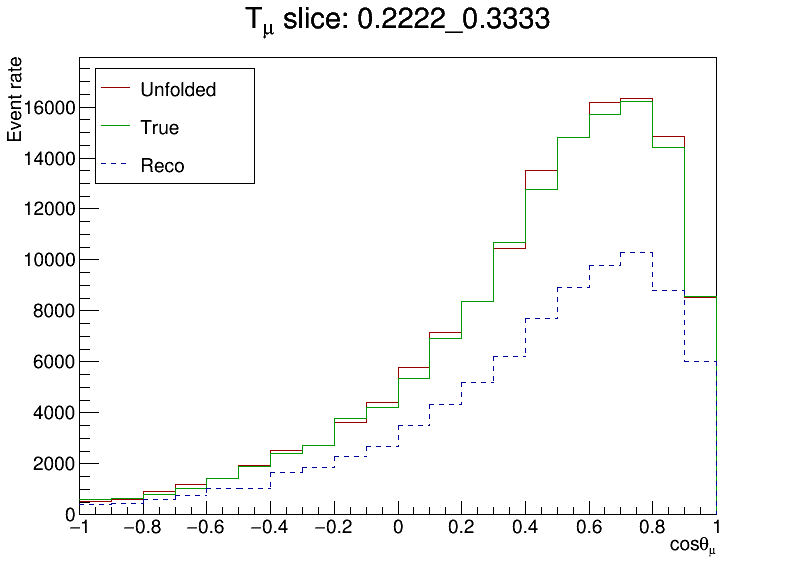 Tμ slice: 0.2222_0.3333
Event rate
Unfolded
True
Reco
16000
14000
12000
10000
8000
6000
4000
2000
0
−1 −0.8 −0.6 −0.4 −0.2 0 0.2 0.4 0.6 0.8 1
cosθμ